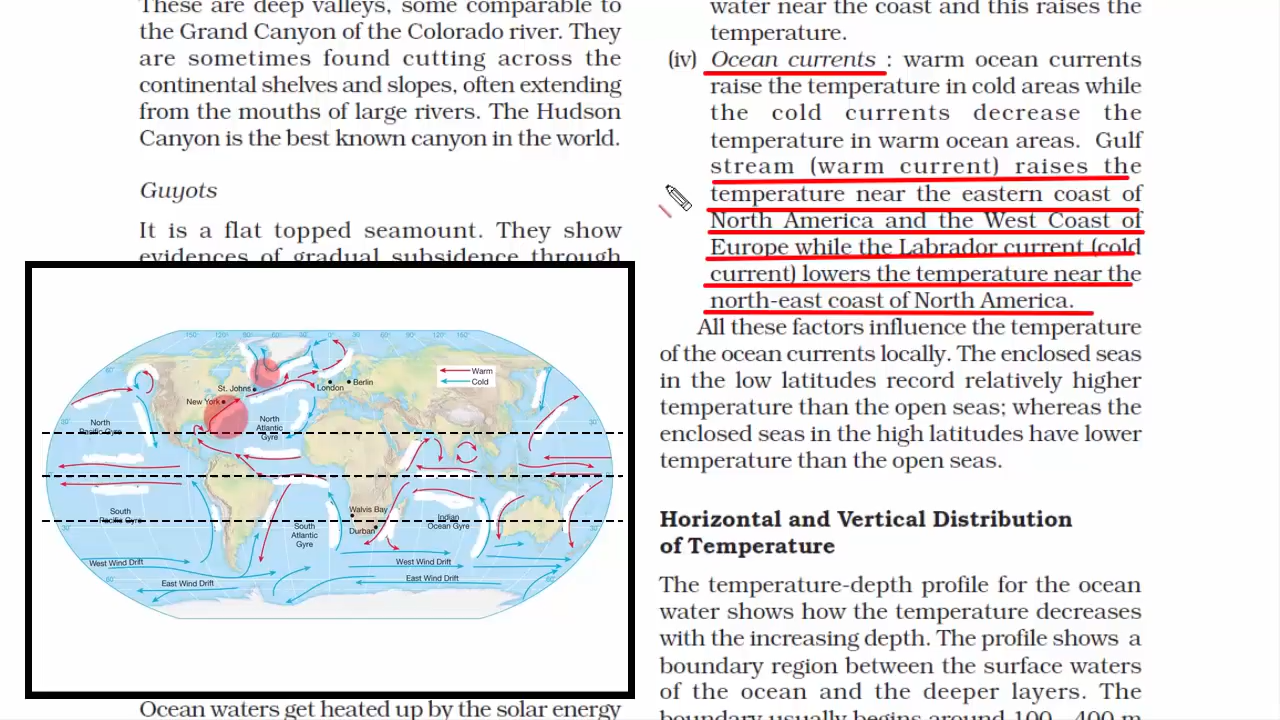 These are deep valleys, some comparable to
the Grand Canyon of the Colorado river. They
are sometimes found cutting across the
continental shelves and slopes, often extending
from the mouths of large rivers. The Hudson
Canyon is the best known canyon in the world.
Guyots
It is a flat topped seamount. They show
evidences of gradual subsidence through
Warm
Cold
St. Johns
London
Berlin
New York
North
Pacific Gyre
North
Atlantic
Gyre
South
Pacific Gyre
South
Atlantic
Gyre
Walvis Bay
Durban
Indian
Ocean Gyre
West Wind Drift
West Wind Drift
East Wind Drift
East Wind Drift
Ocean waters get heated up by the solar energy
water near the coast and this raises the
temperature.
(iv) Ocean currents : warm ocean currents
raise the temperature in cold areas while
the cold currents decrease the
temperature in warm ocean areas. Gulf
stream (warm current) raises the
temperature near the eastern coast of
North America and the West Coast of
Europe while the Labrador current (cold
current) lowers the temperature near the
north-east coast of North America.
All these factors influence the temperature
of the ocean currents locally. The enclosed seas
in the low latitudes record relatively higher
temperature than the open seas; whereas the
enclosed seas in the high latitudes have lower
temperature than the open seas.
Horizontal and Vertical Distribution
of Temperature
The temperature-depth profile for the ocean
water shows how the temperature decreases
with the increasing depth. The profile shows a
boundary region between the surface waters
of the ocean and the deeper layers. The
boundary usually begins around 100 - 400 m